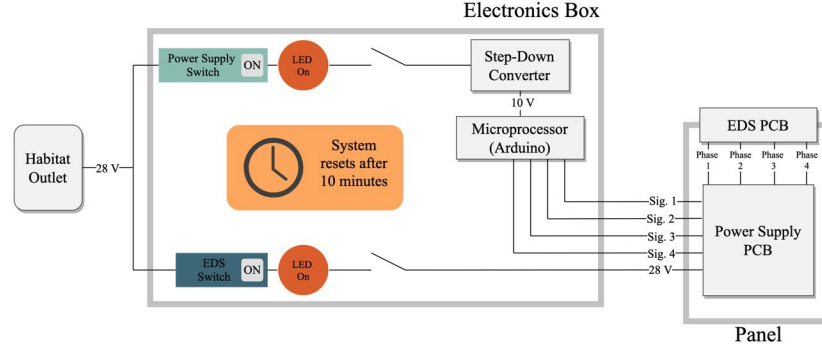 Electronics Box
Power Supply
Switch
ON
LED
On
Step-Down
Converter
10 V
Microprocessor
(Arduino)
Habitat
Outlet
28 V
System
resets after
10 minutes
EDS PCB
Phase
1
Phase
2
Phase
3
Phase
4
Sig. 1
Sig. 2
Sig. 3
Sig. 4
28 V
Power Supply
PCB
EDS
Switch
ON
LED
On
Panel